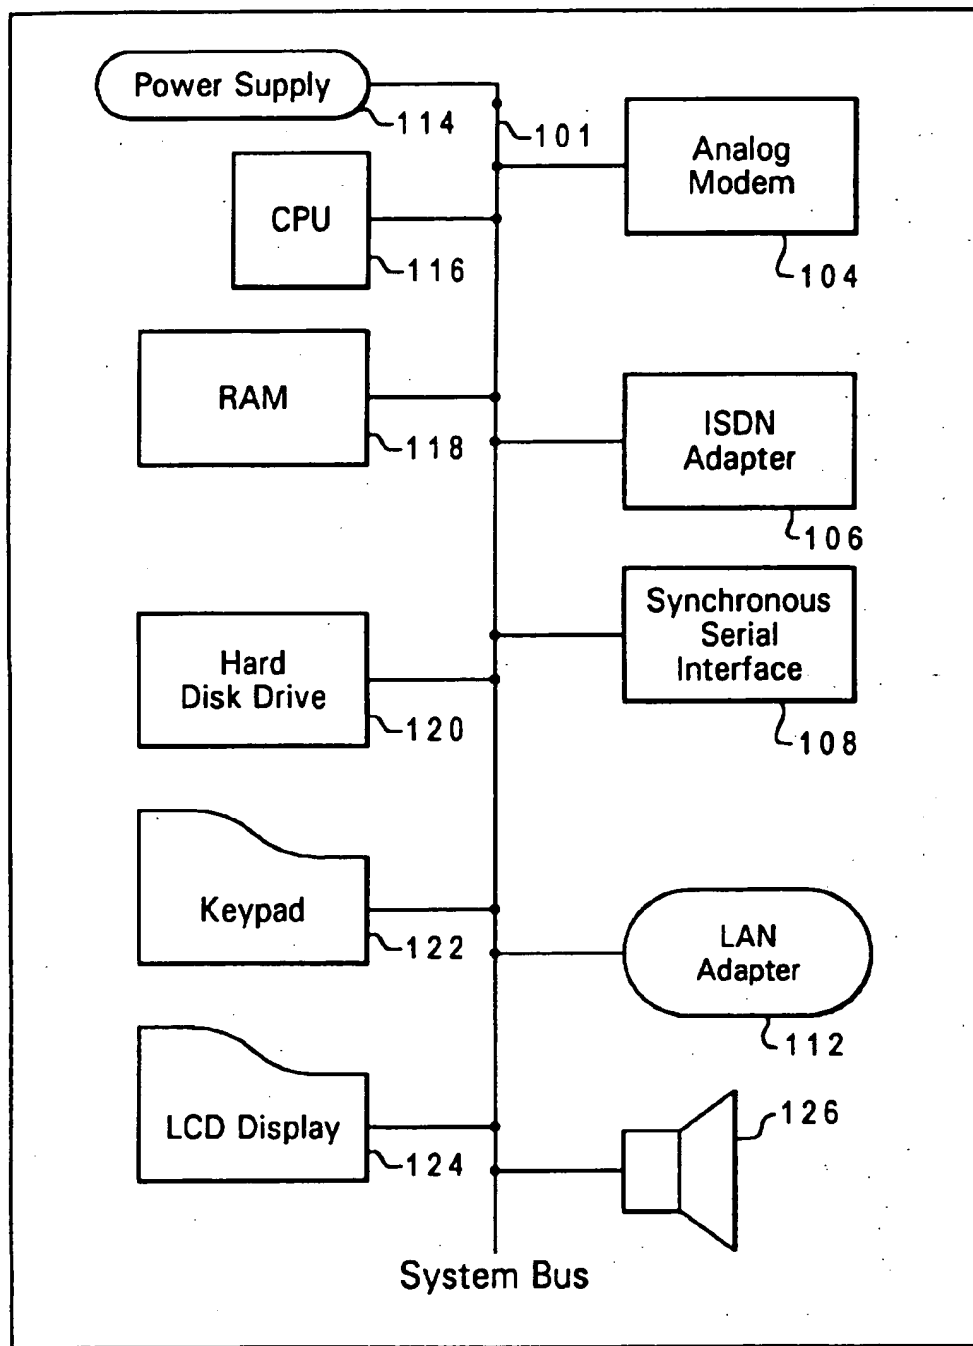 Power Supply
114
101
Analog
Modem
104
CPU
116
RAM
118
ISDN
Adapter
106
Synchronous
Serial
Interface
108
Hard
Disk Drive
120
Keypad
122
LAN
Adapter
112
LCD Display
124
126
System Bus